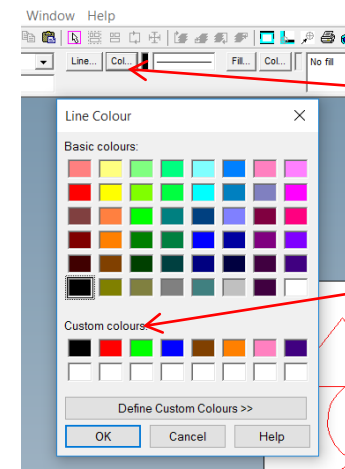 Window Help
Line... Col... Fill... Col... No fill
Line Colour
Basic colours:
Custom colours:
Define Custom Colours >>
OK Cancel Help